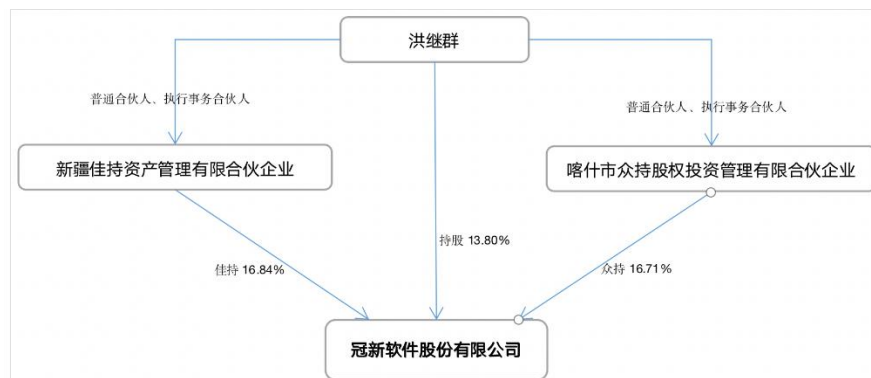 洪继群
普通合伙人、执行事务合伙人
普通合伙人、执行事务合伙人
新疆佳持资产管理有限合伙企业
喀什市众持股权投资管理有限合伙企业
持股 13.80%
佳持 16.84%
众持 16.71%
冠新软件股份有限公司